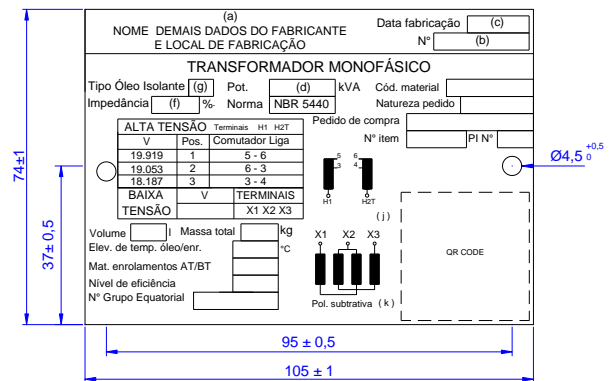 (a)
NOME DEMAIS DADOS DO FABRICANTE
E LOCAL DE FABRICAÇÃO
Data fabricação (c)
N° (b)
TRANSFORMADOR MONOFÁSICO
Tipo Óleo Isolante (g) Pot. (d) kVA Cód. material
Impedância (f) % Norma NBR 5440 Natureza pedido
Pedido de compra
N° item PI N°
ALTA TENSÃO Terminais H1 H2T
V Pos. Comutador Liga
19.919 1 5 - 6
19.053 2 6 - 3
18.187 3 3 - 4
BAIXA TENSÃO V TERMINAIS
X1 X2 X3
5 6
3 4
H1 H2T
(j)
Volume l Massa total kg
Elev. de temp. óleo/enr. °C
Mat. enrolamentos AT/BT
Nível de eficiência
N° Grupo Equatorial
X1 X2 X3
Pol. subtrativa (k)
QR CODE
Ø4,5 +0,5 0
74±1
37± 0,5
95 ± 0,5
105 ± 1